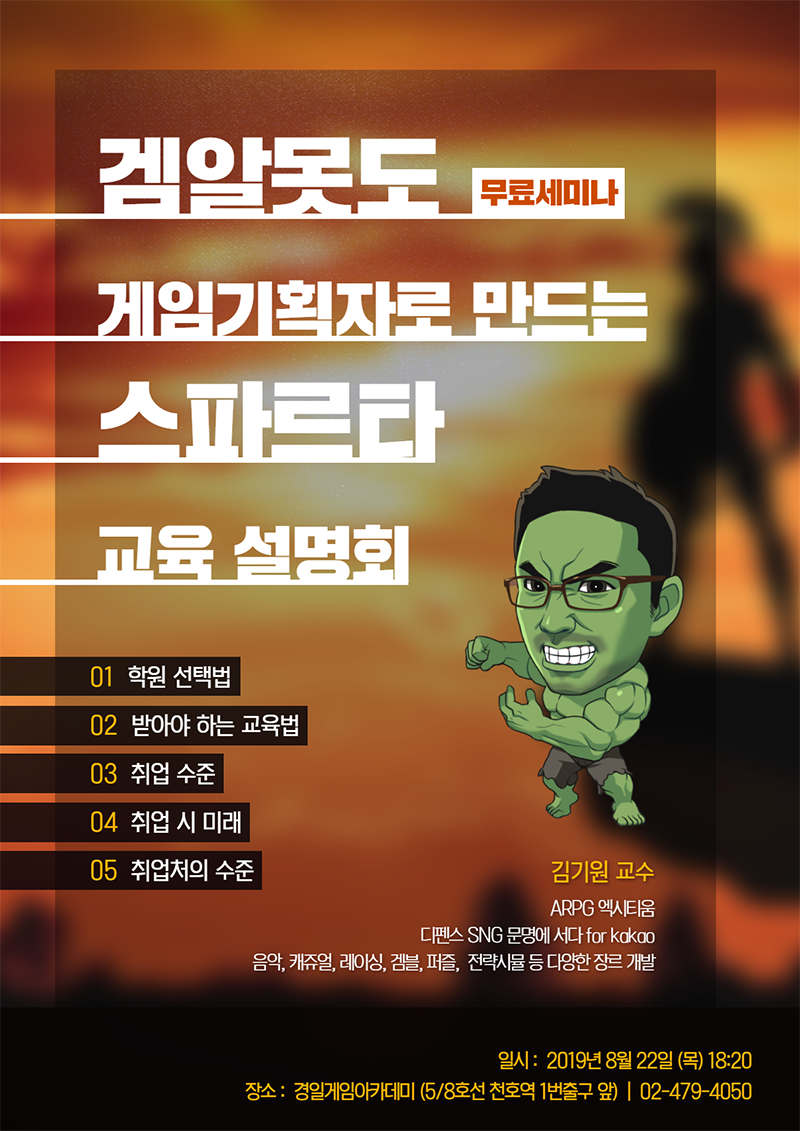 겜알못도 무료세미나
게임기획자로 만드는
스파르타
교육 설명회
01 학원 선택법
02 받아야 하는 교육법
03 취업 수준
04 취업 시 미래
05 취업처의 수준
김기원 교수
ARPG 엑시티움
디펜스 SNG 문명에 서다 for kakao
음악, 캐쥬얼, 레이싱, 겜블, 퍼즐, 전략시뮬 등 다양한 장르 개발
일시 : 2019년 8월 22일 (목) 18:20
장소 : 경일게임아카데미 (5/8호선 천호역 1번출구 앞) | 02-479-4050